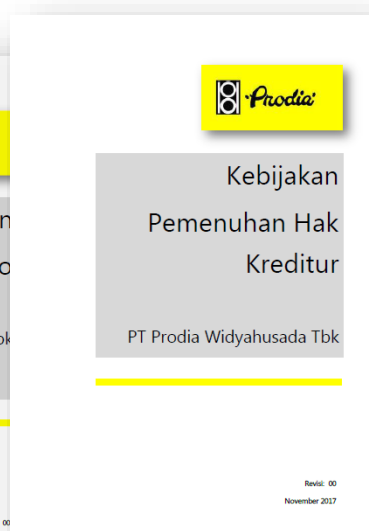 Prodia
Kebijakan
Pemenuhan Hak
Kreditur
PT Prodia Widyahusada Tbk
Revisi: 00
November 2017